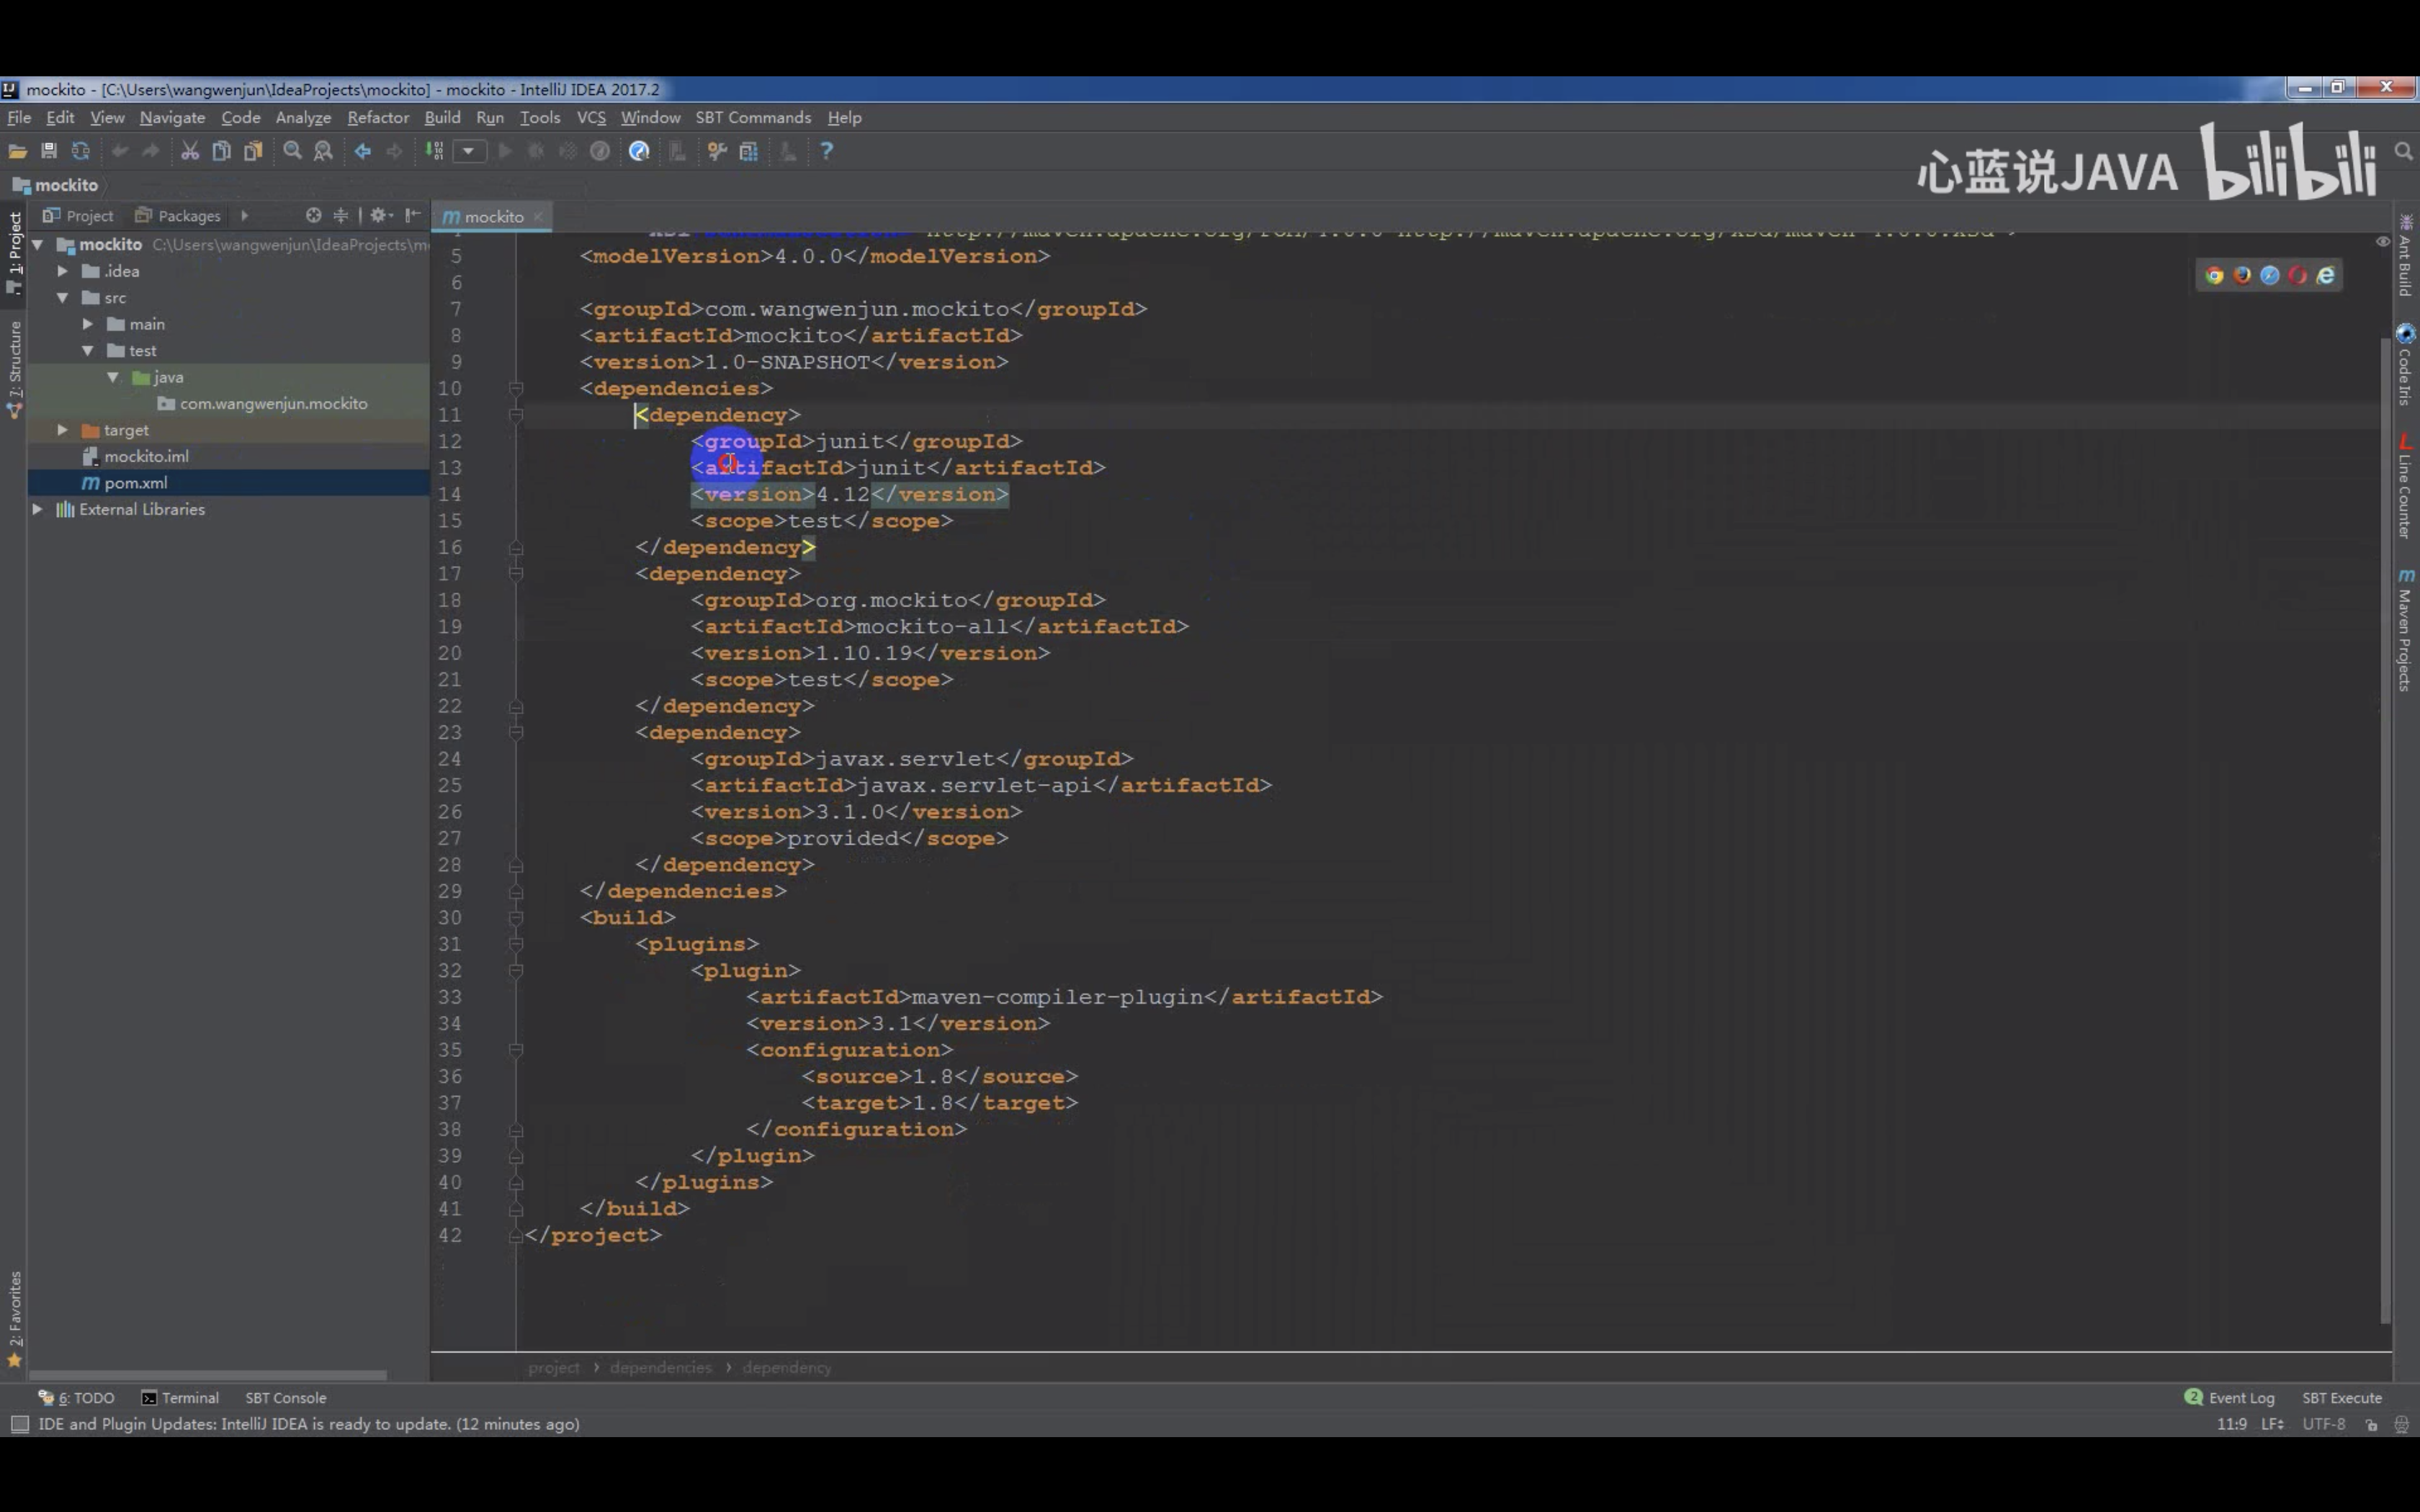 mockito - [C:\Users\wangwenjun\IdeaProjects\mockito] - mockito - IntelliJ IDEA 2017.2
File Edit View Navigate Code Analyze Refactor Build Run Tools VCS Window SBT Commands Help
心蓝说JAVA bilibili
mockito
Project Packages
mockito
1: Project
7: Structure
2: Favorites
mockito C:\Users\wangwenjun\IdeaProjects\m
.idea
src
main
test
java
com.wangwenjun.mockito
target
mockito.iml
pom.xml
External Libraries
5 <modelVersion>4.0.0</modelVersion>
6
7 <groupId>com.wangwenjun.mockito</groupId>
8 <artifactId>mockito</artifactId>
9 <version>1.0-SNAPSHOT</version>
10 <dependencies>
11 <dependency>
12 <groupId>junit</groupId>
13 <artifactId>junit</artifactId>
14 <version>4.12</version>
15 <scope>test</scope>
16 </dependency>
17 <dependency>
18 <groupId>org.mockito</groupId>
19 <artifactId>mockito-all</artifactId>
20 <version>1.10.19</version>
21 <scope>test</scope>
22 </dependency>
23 <dependency>
24 <groupId>javax.servlet</groupId>
25 <artifactId>javax.servlet-api</artifactId>
26 <version>3.1.0</version>
27 <scope>provided</scope>
28 </dependency>
29 </dependencies>
30 <build>
31 <plugins>
32 <plugin>
33 <artifactId>maven-compiler-plugin</artifactId>
34 <version>3.1</version>
35 <configuration>
36 <source>1.8</source>
37 <target>1.8</target>
38 </configuration>
39 </plugin>
40 </plugins>
41 </build>
42 </project>
Ant Build
Code Iris
Line Counter
Maven Projects
project › dependencies › dependency
6: TODO Terminal SBT Console
2 Event Log SBT Execute
IDE and Plugin Updates: IntelliJ IDEA is ready to update. (12 minutes ago)
11:9 LF UTF-8